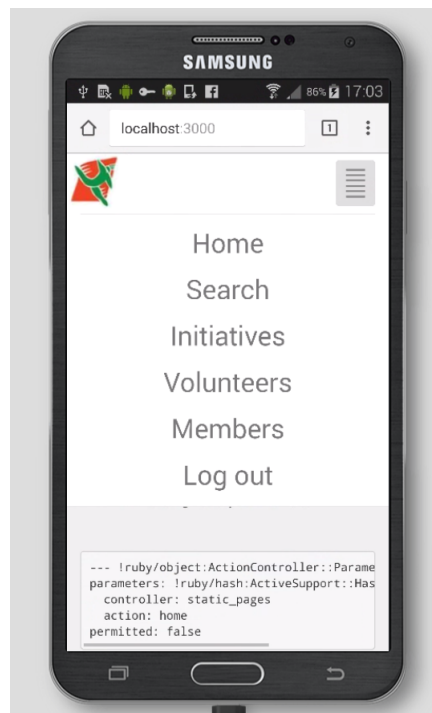 SAMSUNG
86% 17:03
localhost:3000
1
Home
Search
Initiatives
Volunteers
Members
Log out
--- !ruby/object:ActionController::Parame
parameters: !ruby/hash:ActiveSupport::Has
controller: static_pages
action: home
permitted: false